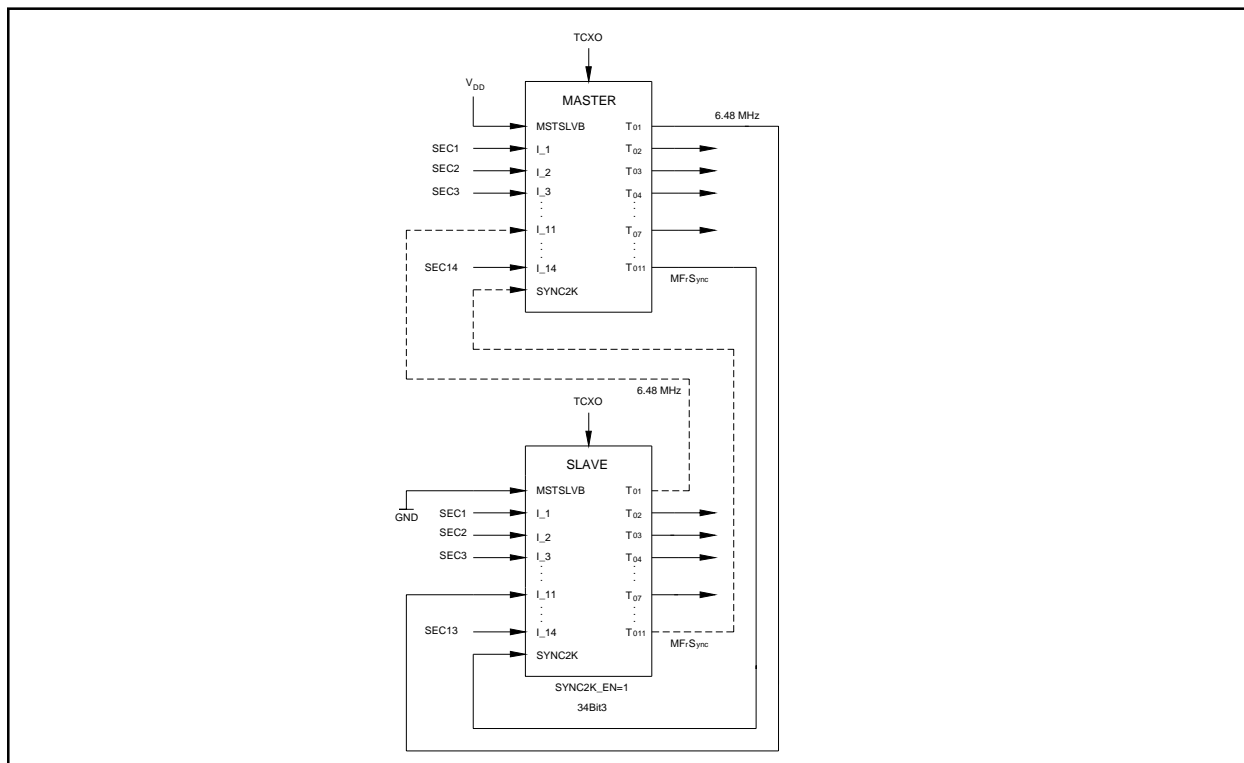 TCXO
VDD
MASTER
MSTSLVB
T01
6.48 MHz
SEC1
I_1
T02
SEC2
I_2
T03
SEC3
I_3
T04
I_11
T07
SEC14
I_14
T011
MFrSync
SYNC2K
6.48 MHz
TCXO
SLAVE
MSTSLVB
T01
GND
SEC1
I_1
T02
SEC2
I_2
T03
SEC3
I_3
T04
I_11
T07
SEC13
I_14
T011
MFrSync
SYNC2K
SYNC2K_EN=1
34Bit3